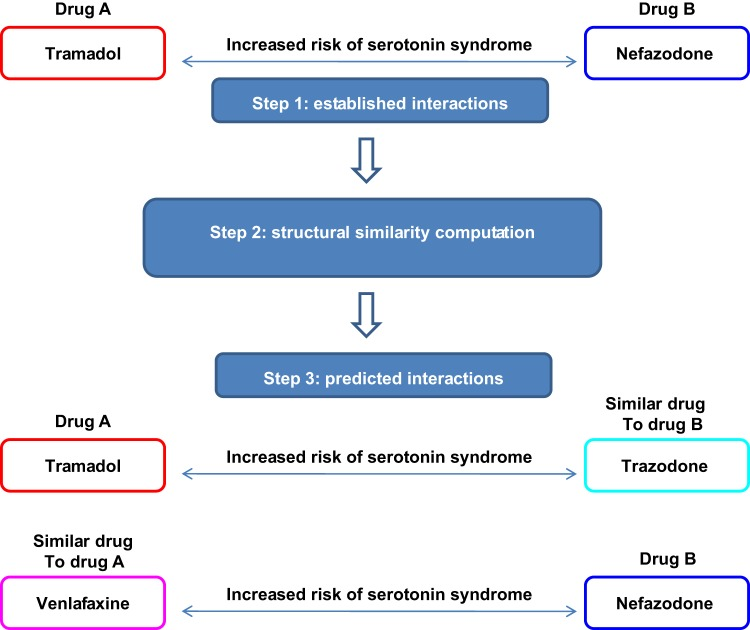 Drug A
Drug B
Tramadol
Increased risk of serotonin syndrome
Nefazodone
Step 1: established interactions
Step 2: structural similarity computation
Step 3: predicted interactions
Drug A
Similar drug
To drug B
Tramadol
Increased risk of serotonin syndrome
Trazodone
Similar drug
To drug A
Drug B
Venlafaxine
Increased risk of serotonin syndrome
Nefazodone